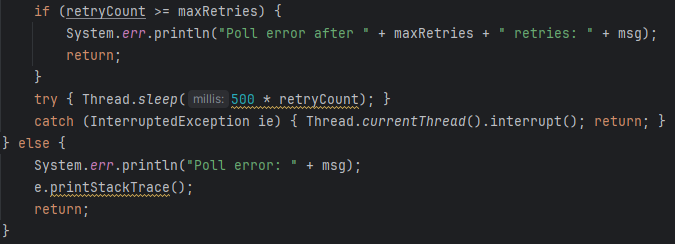 if (retryCount >= maxRetries) {
System.err.println("Poll error after " + maxRetries + " retries: " + msg);
return;
}
try { Thread.sleep( millis: 500 * retryCount); }
catch (InterruptedException ie) { Thread.currentThread().interrupt(); return; }
} else {
System.err.println("Poll error: " + msg);
e.printStackTrace();
return;
}